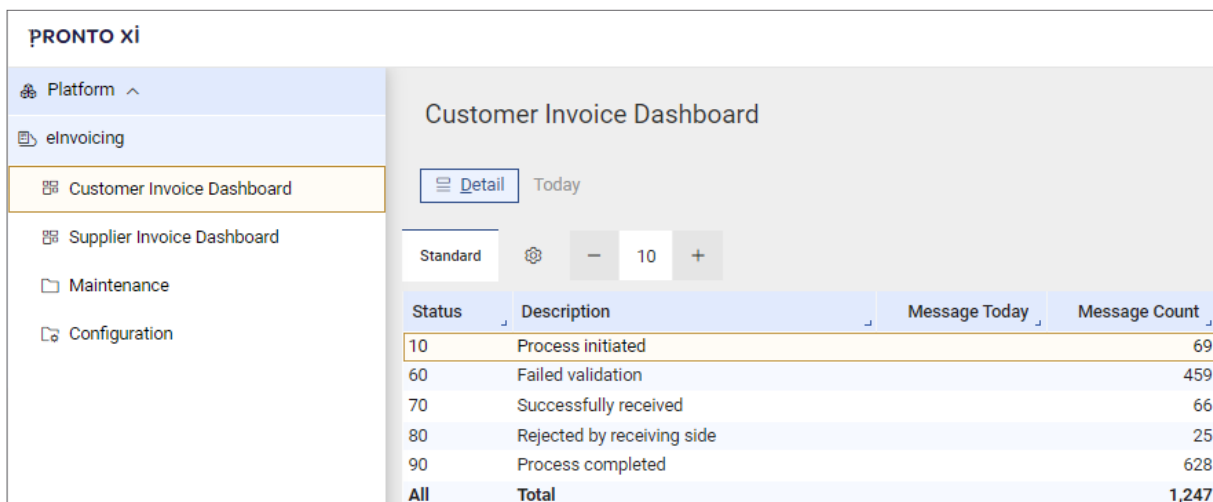 PRONTO Xi
Platform
eInvoicing
Customer Invoice Dashboard
Supplier Invoice Dashboard
Maintenance
Configuration
Customer Invoice Dashboard
Detail Today
Standard 10
Status Description Message Today Message Count
10 Process initiated 69
60 Failed validation 459
70 Successfully received 66
80 Rejected by receiving side 25
90 Process completed 628
All Total 1,247